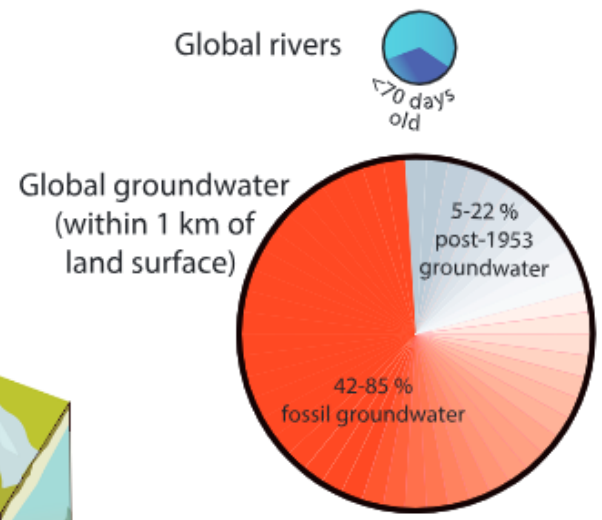 Global rivers
<70 days
old
Global groundwater
(within 1 km of
land surface)
5-22 %
post-1953
groundwater
42-85 %
fossil groundwater